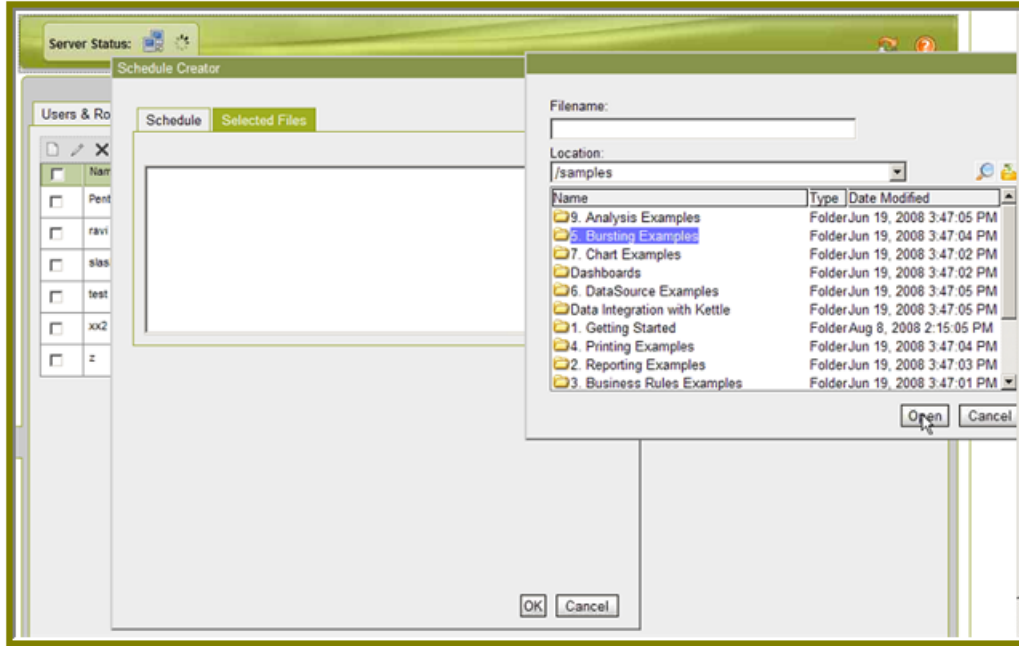 Server Status:
Schedule Creator
Users & Ro
Schedule Selected Files
Nam
Pent
ravi
slas
test
xx2
z
OK Cancel
Filename:
Location:
/samples
Name Type Date Modified
9. Analysis Examples Folder Jun 19, 2008 3:47:05 PM
5. Bursting Examples Folder Jun 19, 2008 3:47:04 PM
7. Chart Examples Folder Jun 19, 2008 3:47:02 PM
Dashboards Folder Jun 19, 2008 3:47:02 PM
6. DataSource Examples Folder Jun 19, 2008 3:47:05 PM
Data Integration with Kettle Folder Jun 19, 2008 3:47:05 PM
1. Getting Started Folder Aug 8, 2008 2:15:05 PM
4. Printing Examples Folder Jun 19, 2008 3:47:04 PM
2. Reporting Examples Folder Jun 19, 2008 3:47:03 PM
3. Business Rules Examples Folder Jun 19, 2008 3:47:01 PM
Open Cancel